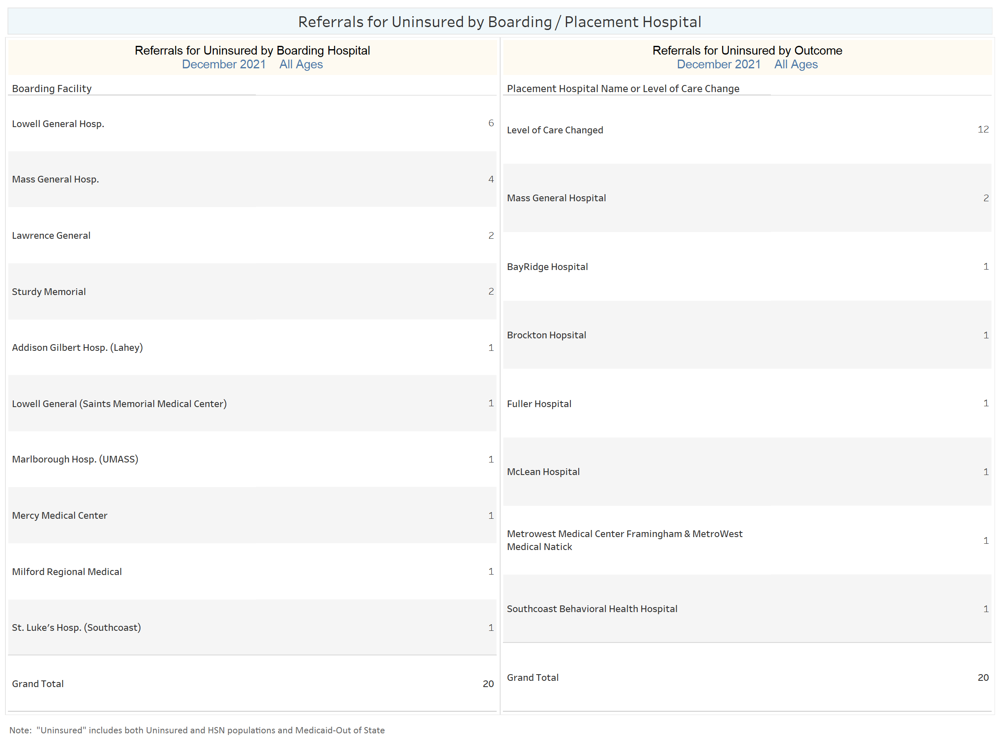 Referrals for Uninsured by Boarding / Placement Hospital
Referrals for Uninsured by Boarding Hospital
December 2021 All Ages
Boarding Facility
Lowell General Hosp. 6
Mass General Hosp. 4
Lawrence General 2
Sturdy Memorial 2
Addison Gilbert Hosp. (Lahey) 1
Lowell General (Saints Memorial Medical Center) 1
Marlborough Hosp. (UMASS) 1
Mercy Medical Center 1
Milford Regional Medical 1
St. Luke’s Hosp. (Southcoast) 1
Grand Total 20
Referrals for Uninsured by Outcome
December 2021 All Ages
Placement Hospital Name or Level of Care Change
Level of Care Changed 12
Mass General Hospital 2
BayRidge Hospital 1
Brockton Hopsital 1
Fuller Hospital 1
McLean Hospital 1
Metrowest Medical Center Framingham & MetroWest
Medical Natick 1
Southcoast Behavioral Health Hospital 1
Grand Total 20
Note: "Uninsured" includes both Uninsured and HSN populations and Medicaid-Out of State